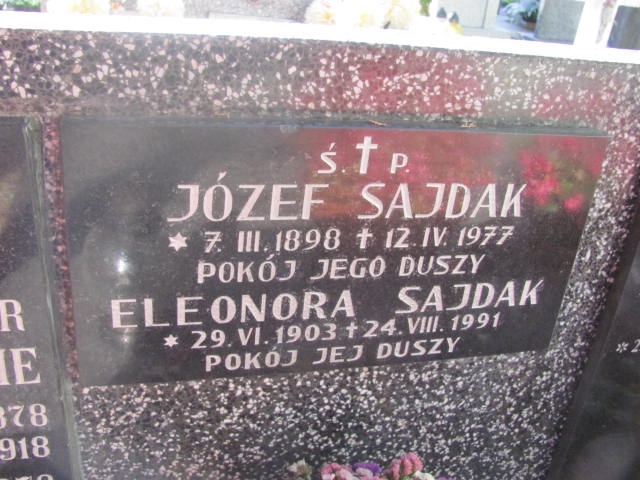 Ś.†P.
JÓZEF SAJDAK
* 7.III.1898 † 12.IV.1977
POKÓJ JEGO DUSZY
ELEONORA SAJDAK
* 29.VI.1903 † 24.VIII.1991
POKÓJ JEJ DUSZY